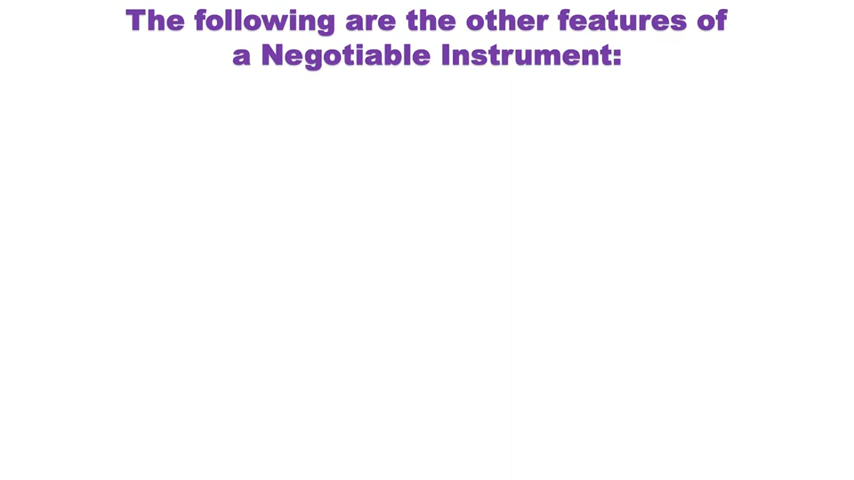 The following are the other features of
a Negotiable Instrument: